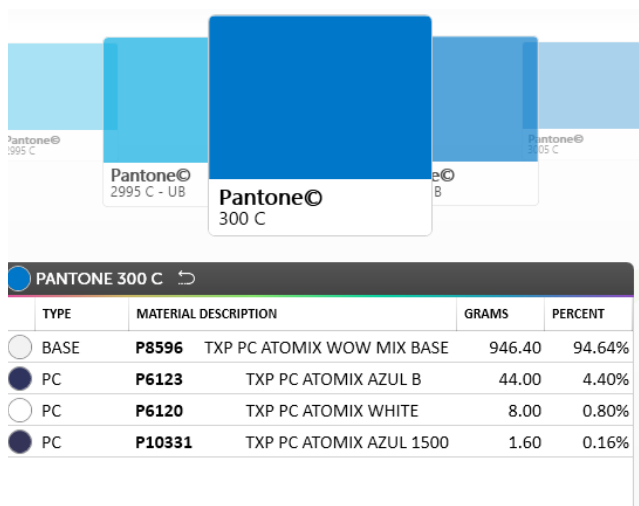 Pantone©
2995 C
Pantone©
2995 C - UB
Pantone©
300 C
e©
B
Pantone©
3005 C
PANTONE 300 C
TYPE MATERIAL DESCRIPTION GRAMS PERCENT
BASE P8596 TXP PC ATOMIX WOW MIX BASE 946.40 94.64%
PC P6123 TXP PC ATOMIX AZUL B 44.00 4.40%
PC P6120 TXP PC ATOMIX WHITE 8.00 0.80%
PC P10331 TXP PC ATOMIX AZUL 1500 1.60 0.16%